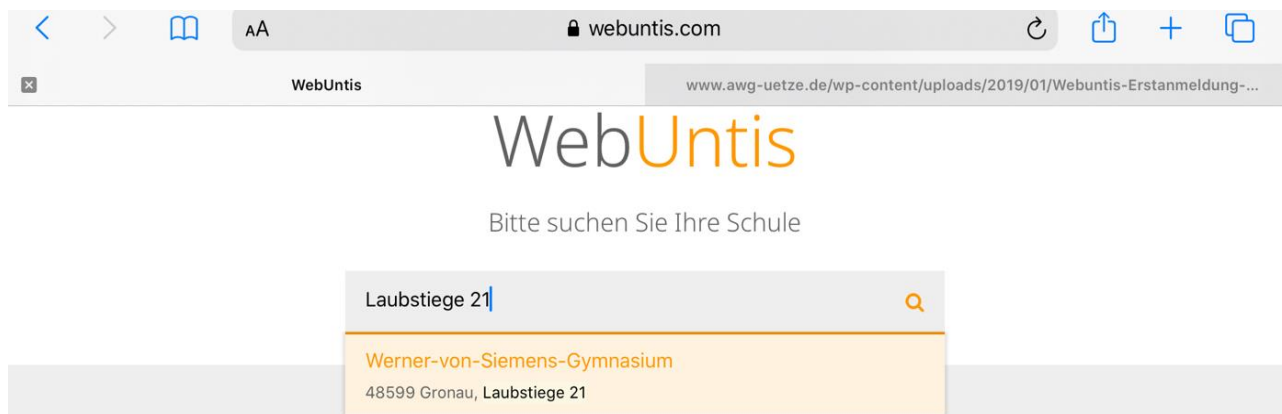 AA webuntis.com
WebUntis www.awg-uetze.de/wp-content/uploads/2019/01/Webuntis-Erstanmeldung-...
WebUntis
Bitte suchen Sie Ihre Schule
Laubstiege 21
Werner-von-Siemens-Gymnasium
48599 Gronau, Laubstiege 21